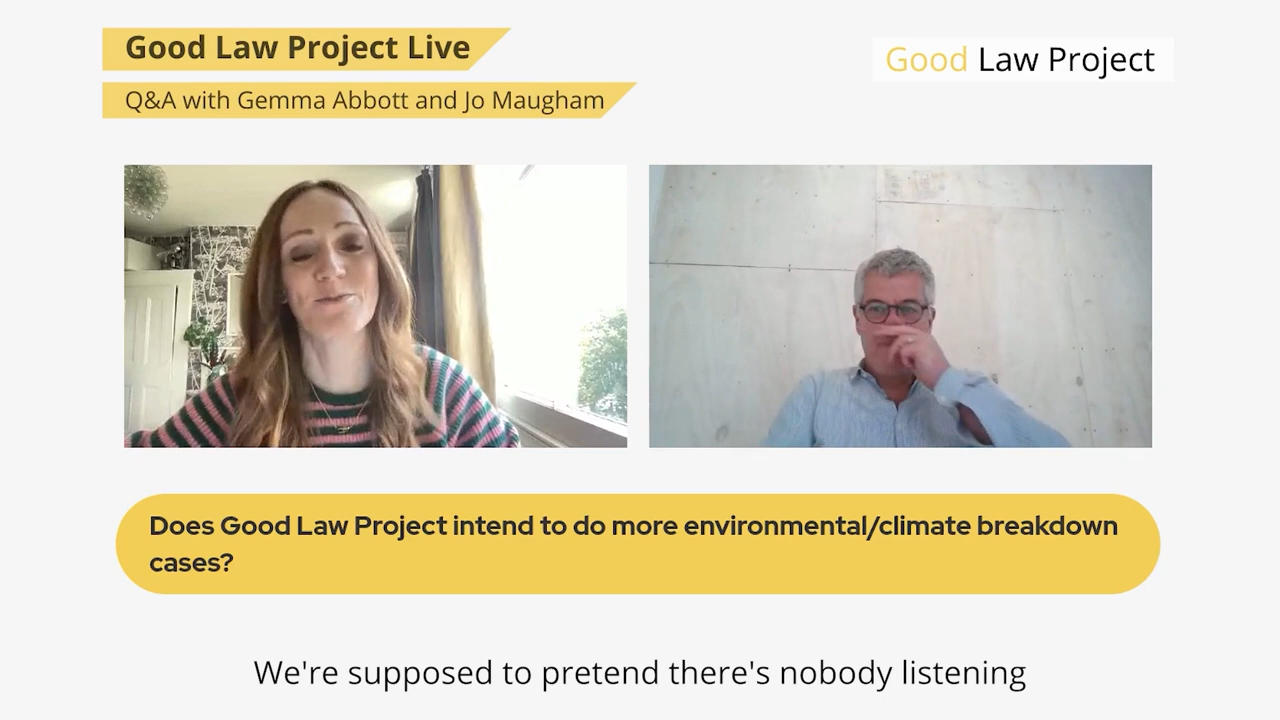 Good Law Project Live
Good Law Project
Q&A with Gemma Abbott and Jo Maugham
Does Good Law Project intend to do more environmental/climate breakdown
cases?
We're supposed to pretend there's nobody listening